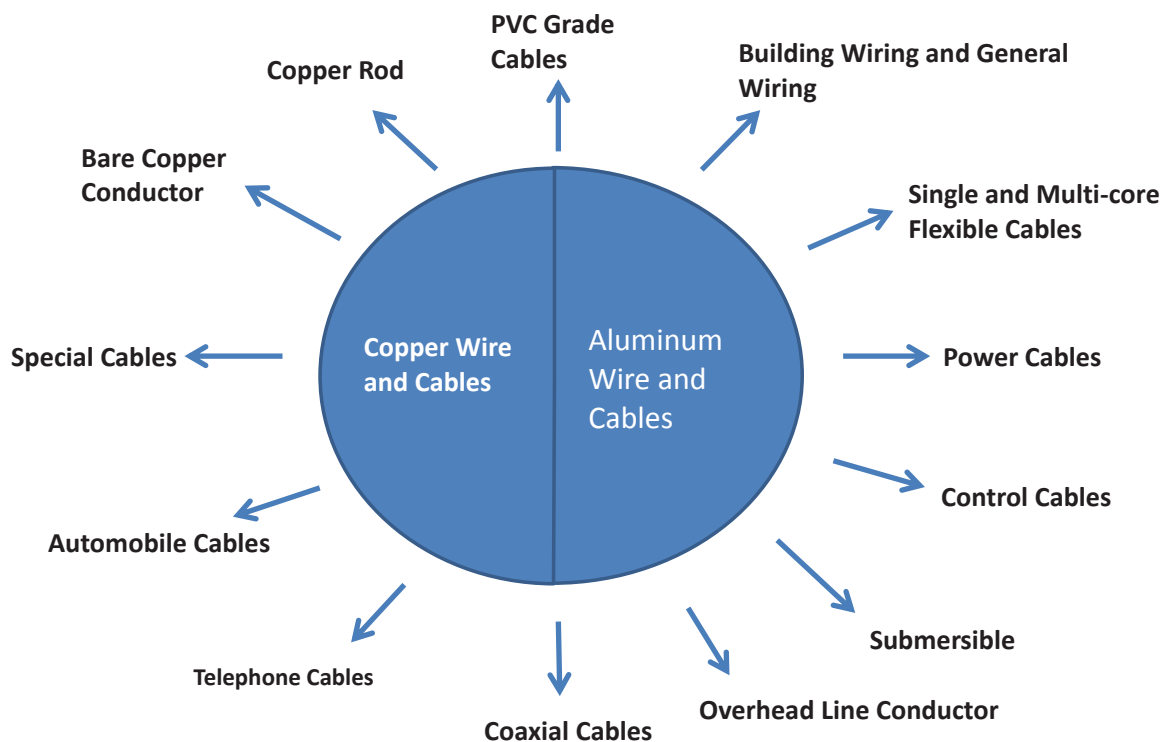 PVC Grade
Cables
Building Wiring and General
Wiring
Copper Rod
Bare Copper
Conductor
Single and Multi-core
Flexible Cables
Special Cables
Copper Wire
and Cables
Aluminum
Wire and
Cables
Power Cables
Control Cables
Automobile Cables
Submersible
Telephone Cables
Overhead Line Conductor
Coaxial Cables